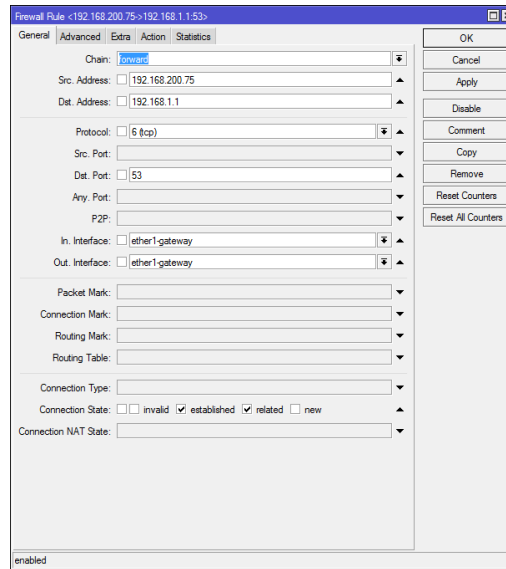 Firewall Rule <192.168.200.75->192.168.1.1:53>
General Advanced Extra Action Statistics
Chain: forward
Src. Address: 192.168.200.75
Dst. Address: 192.168.1.1
Protocol: 6 (tcp)
Src. Port:
Dst. Port: 53
Any. Port:
P2P:
In. Interface: ether1-gateway
Out. Interface: ether1-gateway
Packet Mark:
Connection Mark:
Routing Mark:
Routing Table:
Connection Type:
Connection State: invalid established related new
Connection NAT State:
OK
Cancel
Apply
Disable
Comment
Copy
Remove
Reset Counters
Reset All Counters
enabled